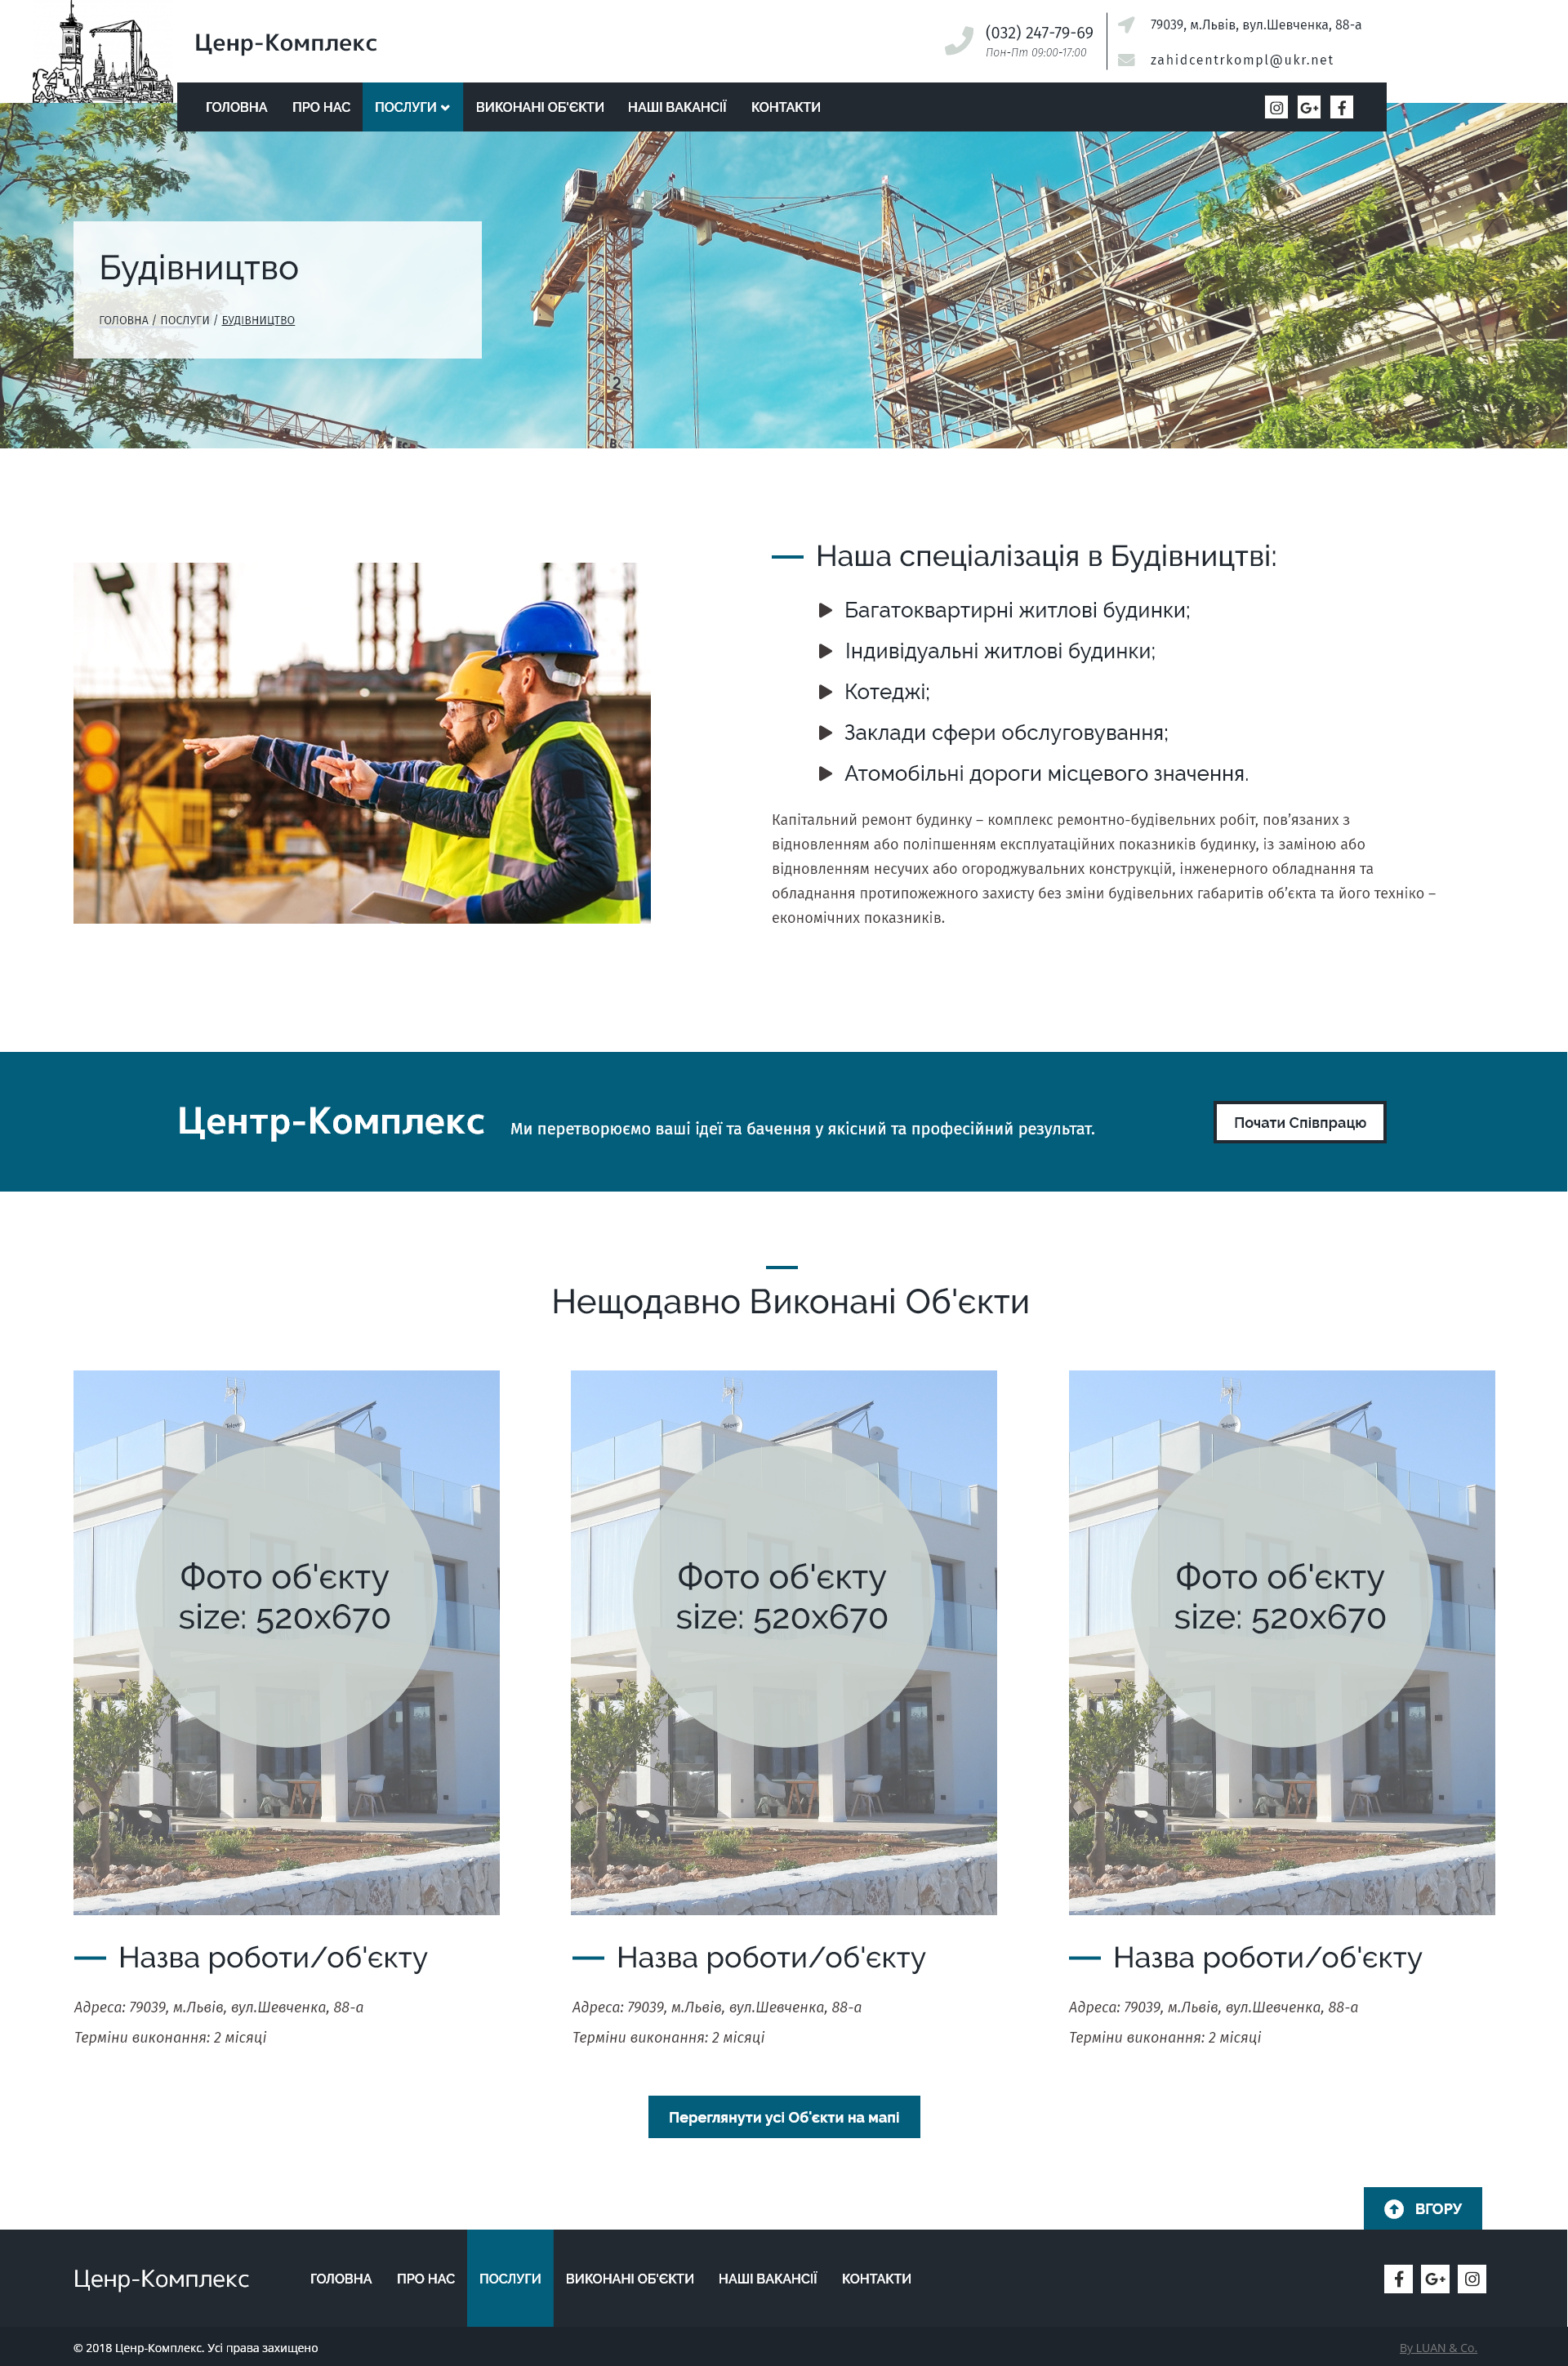 Ценр-Комплекс
(032) 247-79-69
Пон-Пт 09:00-17:00
79039, м.Львів, вул.Шевченка, 88-а
zahidcentrkompl@ukr.net
ГОЛОВНА ПРО НАС ПОСЛУГИ ВИКОНАНІ ОБ'ЄКТИ НАШІ ВАКАНСІЇ КОНТАКТИ
Будівництво
ГОЛОВНА / ПОСЛУГИ / БУДІВНИЦТВО
2
B
Наша спеціалізація в Будівництві:
Багатоквартирні житлові будинки;
Індивідуальні житлові будинки;
Котеджі;
Заклади сфери обслуговування;
Атомобільні дороги місцевого значення.
Капітальний ремонт будинку – комплекс ремонтно-будівельних робіт, пов’язаних з
відновленням або поліпшенням експлуатаційних показників будинку, із заміною або
відновленням несучих або огороджувальних конструкцій, інженерного обладнання та
обладнання протипожежного захисту без зміни будівельних габаритів об’єкта та його техніко –
економічних показників.
Центр-Комплекс
Ми перетворюємо ваші ідеї та бачення у якісний та професійний результат.
Почати Співпрацю
Нещодавно Виконані Об'єкти
Фото об'єкту
size: 520x670
Фото об'єкту
size: 520x670
Фото об'єкту
size: 520x670
Назва роботи/об'єкту
Адреса: 79039, м.Львів, вул.Шевченка, 88-а
Терміни виконання: 2 місяці
Назва роботи/об'єкту
Адреса: 79039, м.Львів, вул.Шевченка, 88-а
Терміни виконання: 2 місяці
Назва роботи/об'єкту
Адреса: 79039, м.Львів, вул.Шевченка, 88-а
Терміни виконання: 2 місяці
Переглянути усі Об'єкти на мапі
ВГОРУ
Ценр-Комплекс
ГОЛОВНА ПРО НАС ПОСЛУГИ ВИКОНАНІ ОБ'ЄКТИ НАШІ ВАКАНСІЇ КОНТАКТИ
© 2018 Ценр-Комплекс. Усі права захищено
By LUAN & Co.